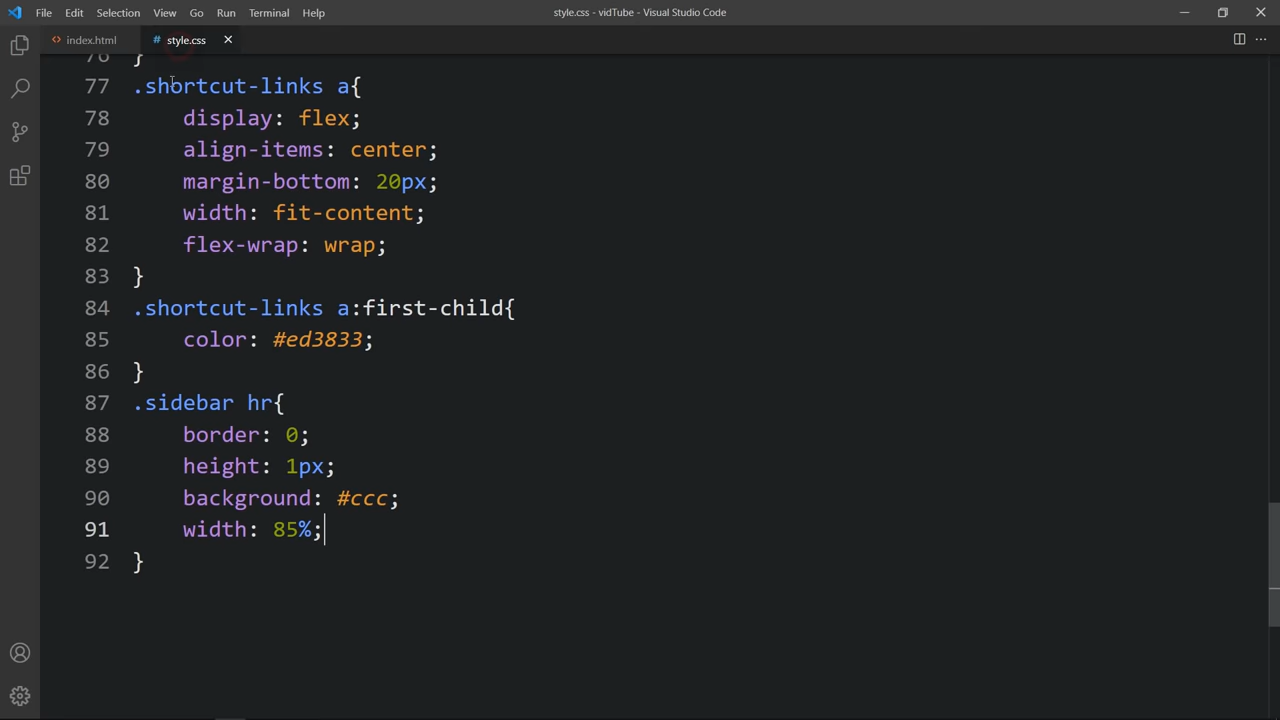 File Edit Selection View Go Run Terminal Help style.css - vidTube - Visual Studio Code
index.html # style.css
76 }
77 .shortcut-links a{
78 display: flex;
79 align-items: center;
80 margin-bottom: 20px;
81 width: fit-content;
82 flex-wrap: wrap;
83 }
84 .shortcut-links a:first-child{
85 color: #ed3833;
86 }
87 .sidebar hr{
88 border: 0;
89 height: 1px;
90 background: #ccc;
91 width: 85%;
92 }